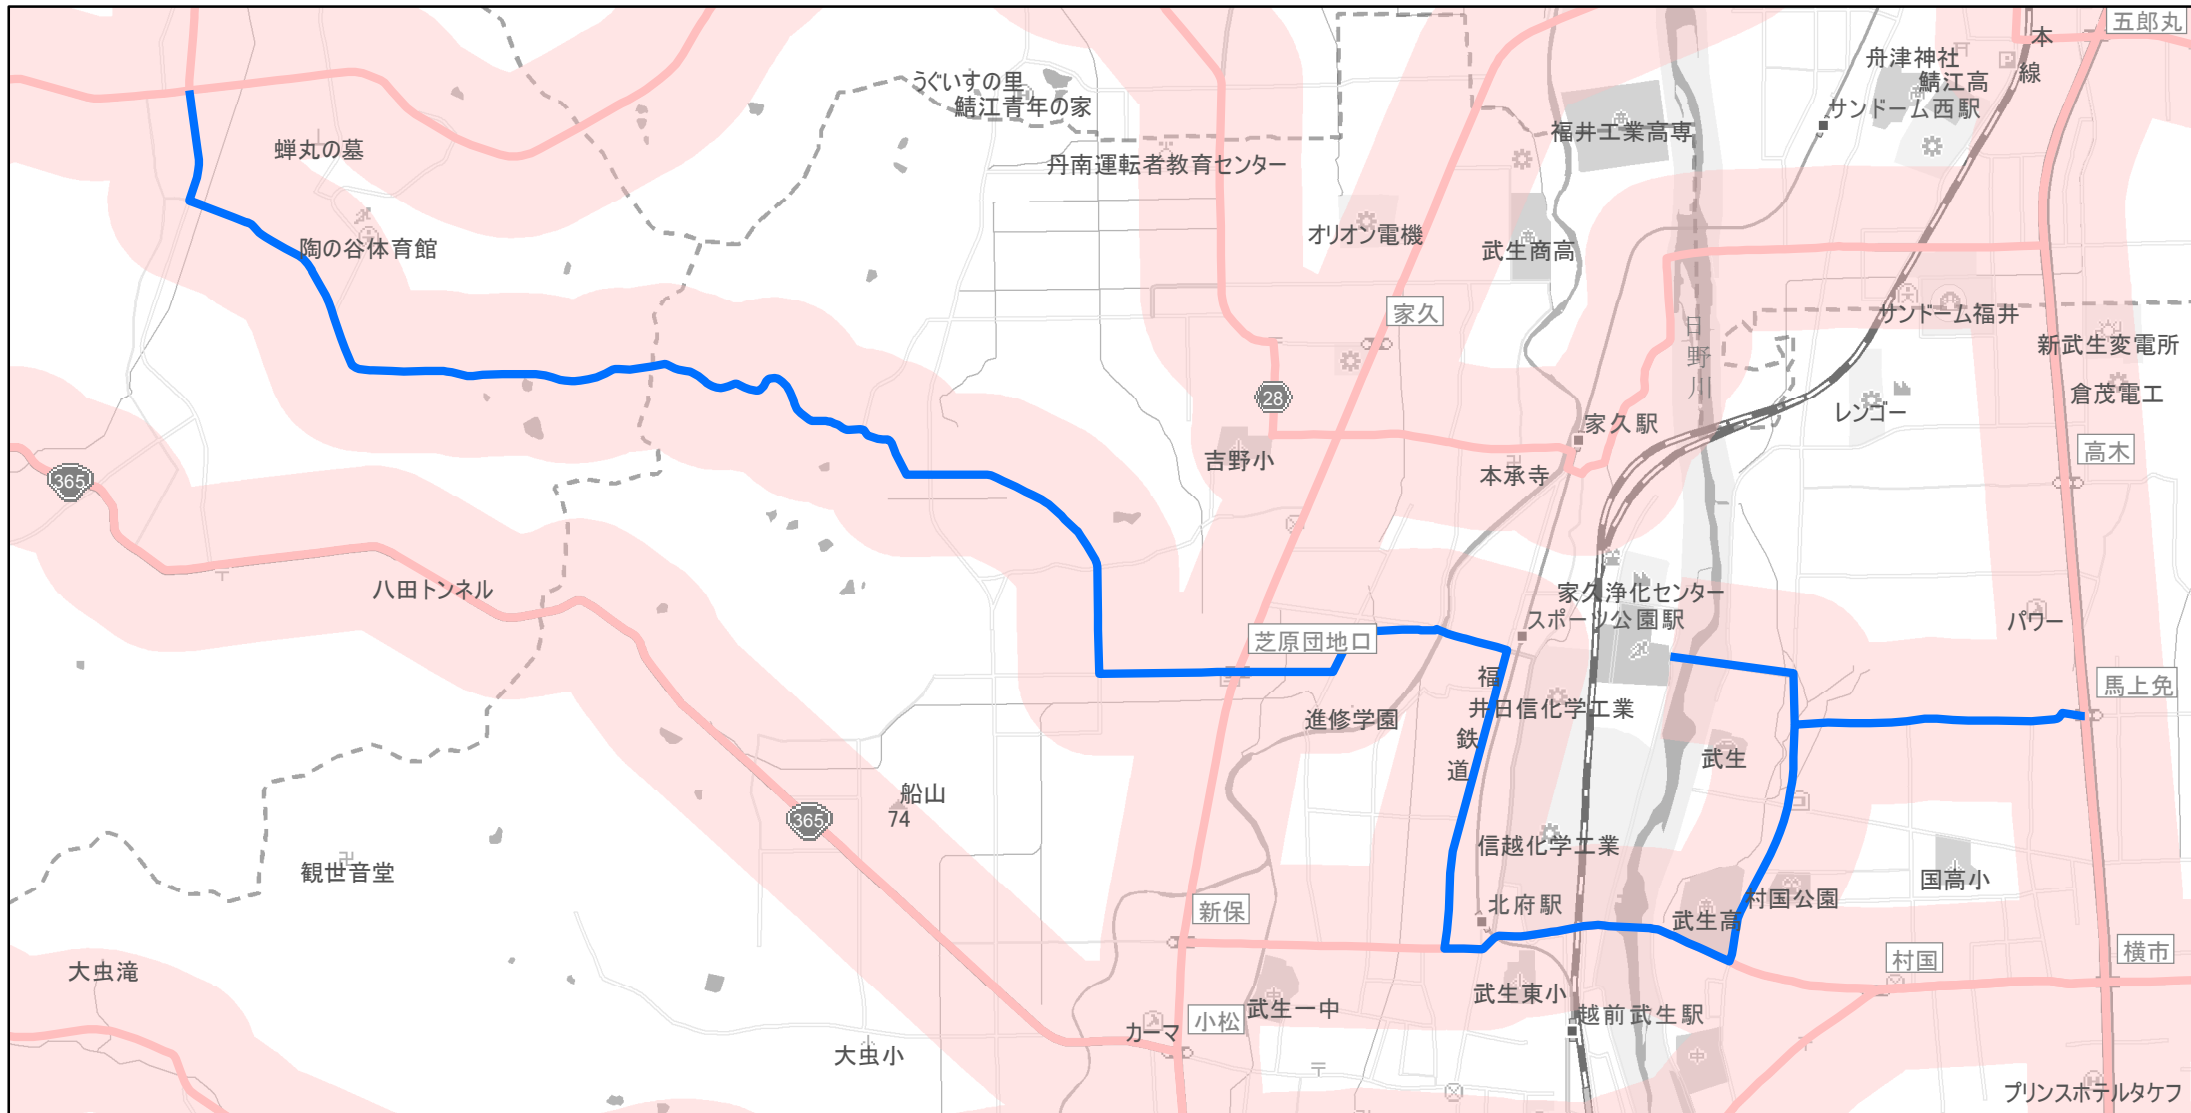 五郎丸
本
線
舟津神社
鯖江高
サンドーム西駅
うぐいすの里
鯖江青年の家
福井工業高専
蝉丸の墓
丹南運転者教育センター
陶の谷体育館
オリオン電機
武生商高
家久
サンドーム福井
日
野
川
新武生変電所
倉茂電工
28
レンゴー
家久駅
高木
吉野小
本承寺
365
八田トンネル
家久浄化センター
スポーツ公園駅
パワー
芝原団地口
福
井
鉄
道
日信化学工業
進修学園
馬上免
武生
船山
74
365
信越化学工業
観世音堂
国高小
村国公園
新保
北府駅
武生高
村国
横市
大虫滝
武生東小
武生一中
小松
カーマ
越前武生駅
大虫小
プリンスホテルタケフ